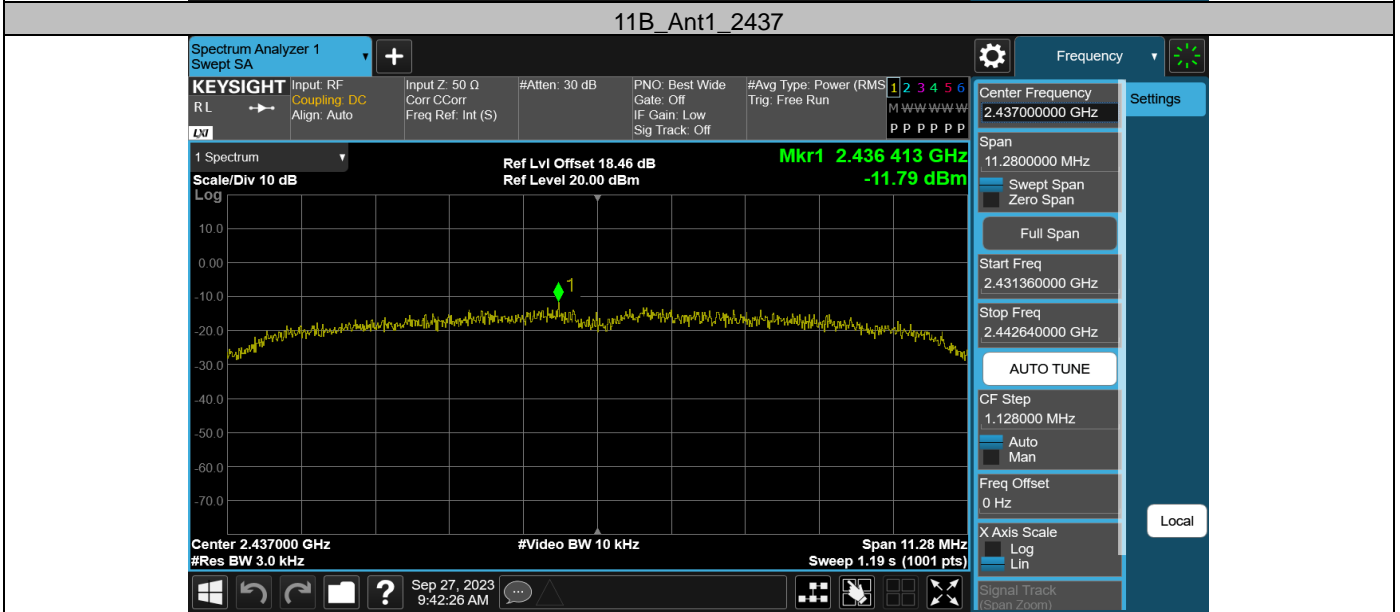 11B_Ant1_2437
Spectrum Analyzer 1
Swept SA
+
Frequency
KEYSIGHT
R L
LXI
Input: RF
Coupling: DC
Align: Auto
Input Z: 50 Ω
Corr CCorr
Freq Ref: Int (S)
#Atten: 30 dB
PNO: Best Wide
Gate: Off
IF Gain: Low
Sig Track: Off
#Avg Type: Power (RMS
Trig: Free Run
1 2 3 4 5 6
M W W W W W
P P P P P P
1 Spectrum
Scale/Div 10 dB
Ref Lvl Offset 18.46 dB
Ref Level 20.00 dBm
Mkr1 2.436 413 GHz
-11.79 dBm
Log
10.0
0.00
-10.0
-20.0
-30.0
-40.0
-50.0
-60.0
-70.0
1
Center 2.437000 GHz
#Res BW 3.0 kHz
#Video BW 10 kHz
Span 11.28 MHz
Sweep 1.19 s (1001 pts)
Center Frequency
2.437000000 GHz
Settings
Span
11.2800000 MHz
Swept Span
Zero Span
Full Span
Start Freq
2.431360000 GHz
Stop Freq
2.442640000 GHz
AUTO TUNE
CF Step
1.128000 MHz
Auto
Man
Freq Offset
0 Hz
X Axis Scale
Log
Lin
Local
Signal Track
(Span Zoom)
?
Sep 27, 2023
9:42:26 AM